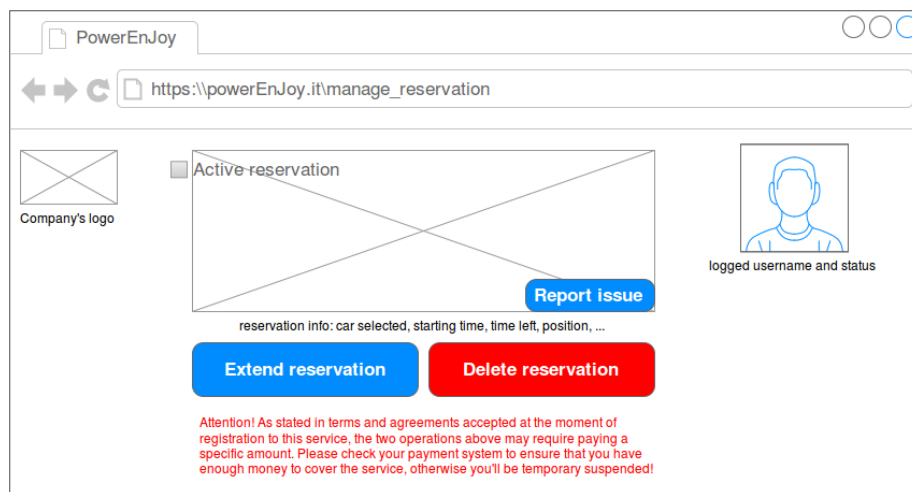 PowerEnJoy
https:\\powerEnJoy.it\manage_reservation
Active reservation
Company's logo
logged username and status
Report issue
reservation info: car selected, starting time, time left, position, ...
Extend reservation
Delete reservation
Attention! As stated in terms and agreements accepted at the moment of
registration to this service, the two operations above may require paying a
specific amount. Please check your payment system to ensure that you have
enough money to cover the service, otherwise you'll be temporary suspended!